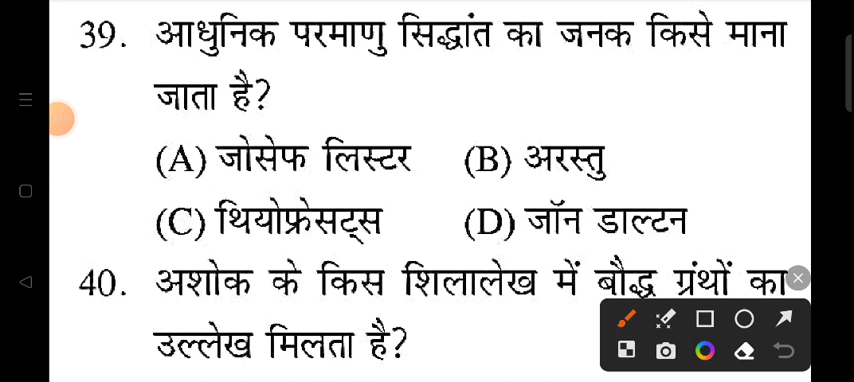 39. आधुनिक परमाणु सिद्धांत का जनक किसे माना
जाता है?
(A) जोसेफ लिस्टर (B) अरस्तु
(C) थियोफ्रेसट्स (D) जॉन डाल्टन
40. अशोक के किस शिलालेख में बौद्ध ग्रंथों का
उल्लेख मिलता है?